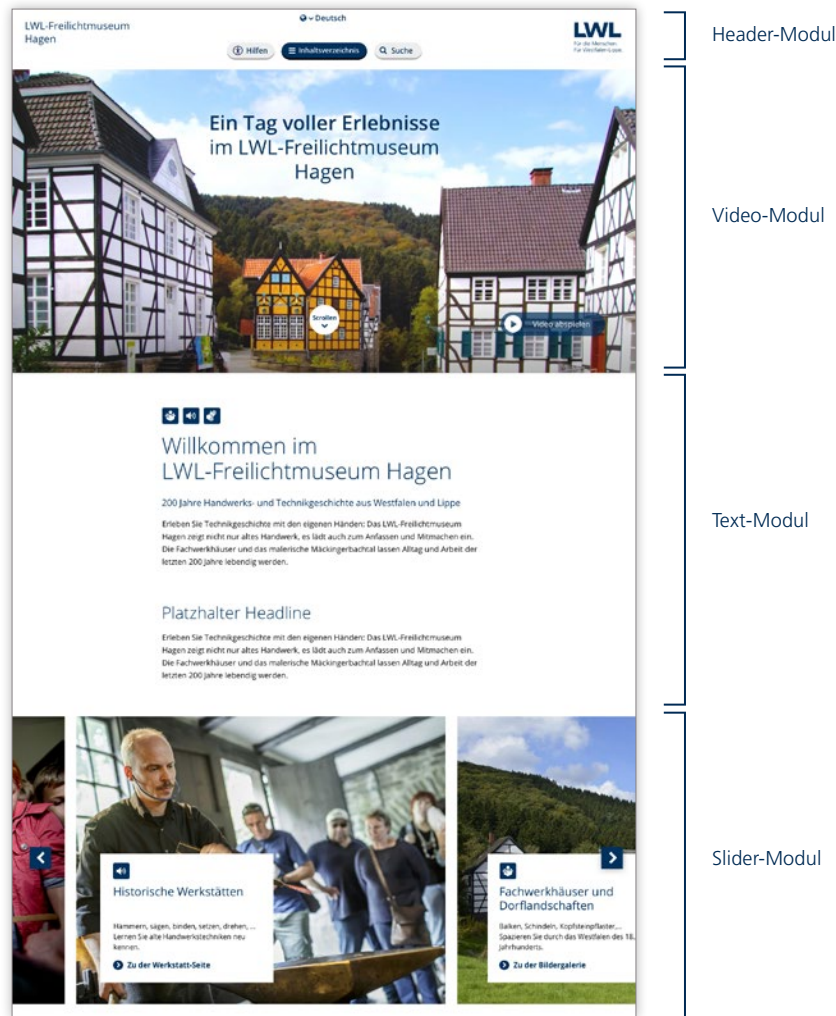 LWL-Freilichtmuseum
Hagen
Deutsch
Hilfen
Inhaltsverzeichnis
Suche
LWL
Für die Menschen.
Für Westfalen-Lippe.
Header-Modul
Ein Tag voller Erlebnisse
im LWL-Freilichtmuseum
Hagen
Scrollen
Video abspielen
Video-Modul
Willkommen im
LWL-Freilichtmuseum Hagen
200 Jahre Handwerks- und Technikgeschichte aus Westfalen und Lippe
Erleben Sie Technikgeschichte mit den eigenen Händen: Das LWL-Freilichtmuseum
Hagen zeigt nicht nur altes Handwerk, es lädt auch zum Anfassen und Mitmachen ein.
Die Fachwerkhäuser und das malerische Mäckingerbachtal lassen Alltag und Arbeit der
letzten 200 Jahre lebendig werden.
Text-Modul
Platzhalter Headline
Erleben Sie Technikgeschichte mit den eigenen Händen: Das LWL-Freilichtmuseum
Hagen zeigt nicht nur altes Handwerk, es lädt auch zum Anfassen und Mitmachen ein.
Die Fachwerkhäuser und das malerische Mäckingerbachtal lassen Alltag und Arbeit der
letzten 200 Jahre lebendig werden.
Historische Werkstätten
Hämmern, sägen, binden, setzen, drehen, ...
Lernen Sie alte Handwerkstechniken neu
kennen.
Zu der Werkstatt-Seite
Fachwerkhäuser und
Dorflandschaften
Balken, Schindeln, Kopfsteinpflaster,...
Spazieren Sie durch das Westfalen des 18.
Jahrhunderts.
Zu der Bildergalerie
Slider-Modul